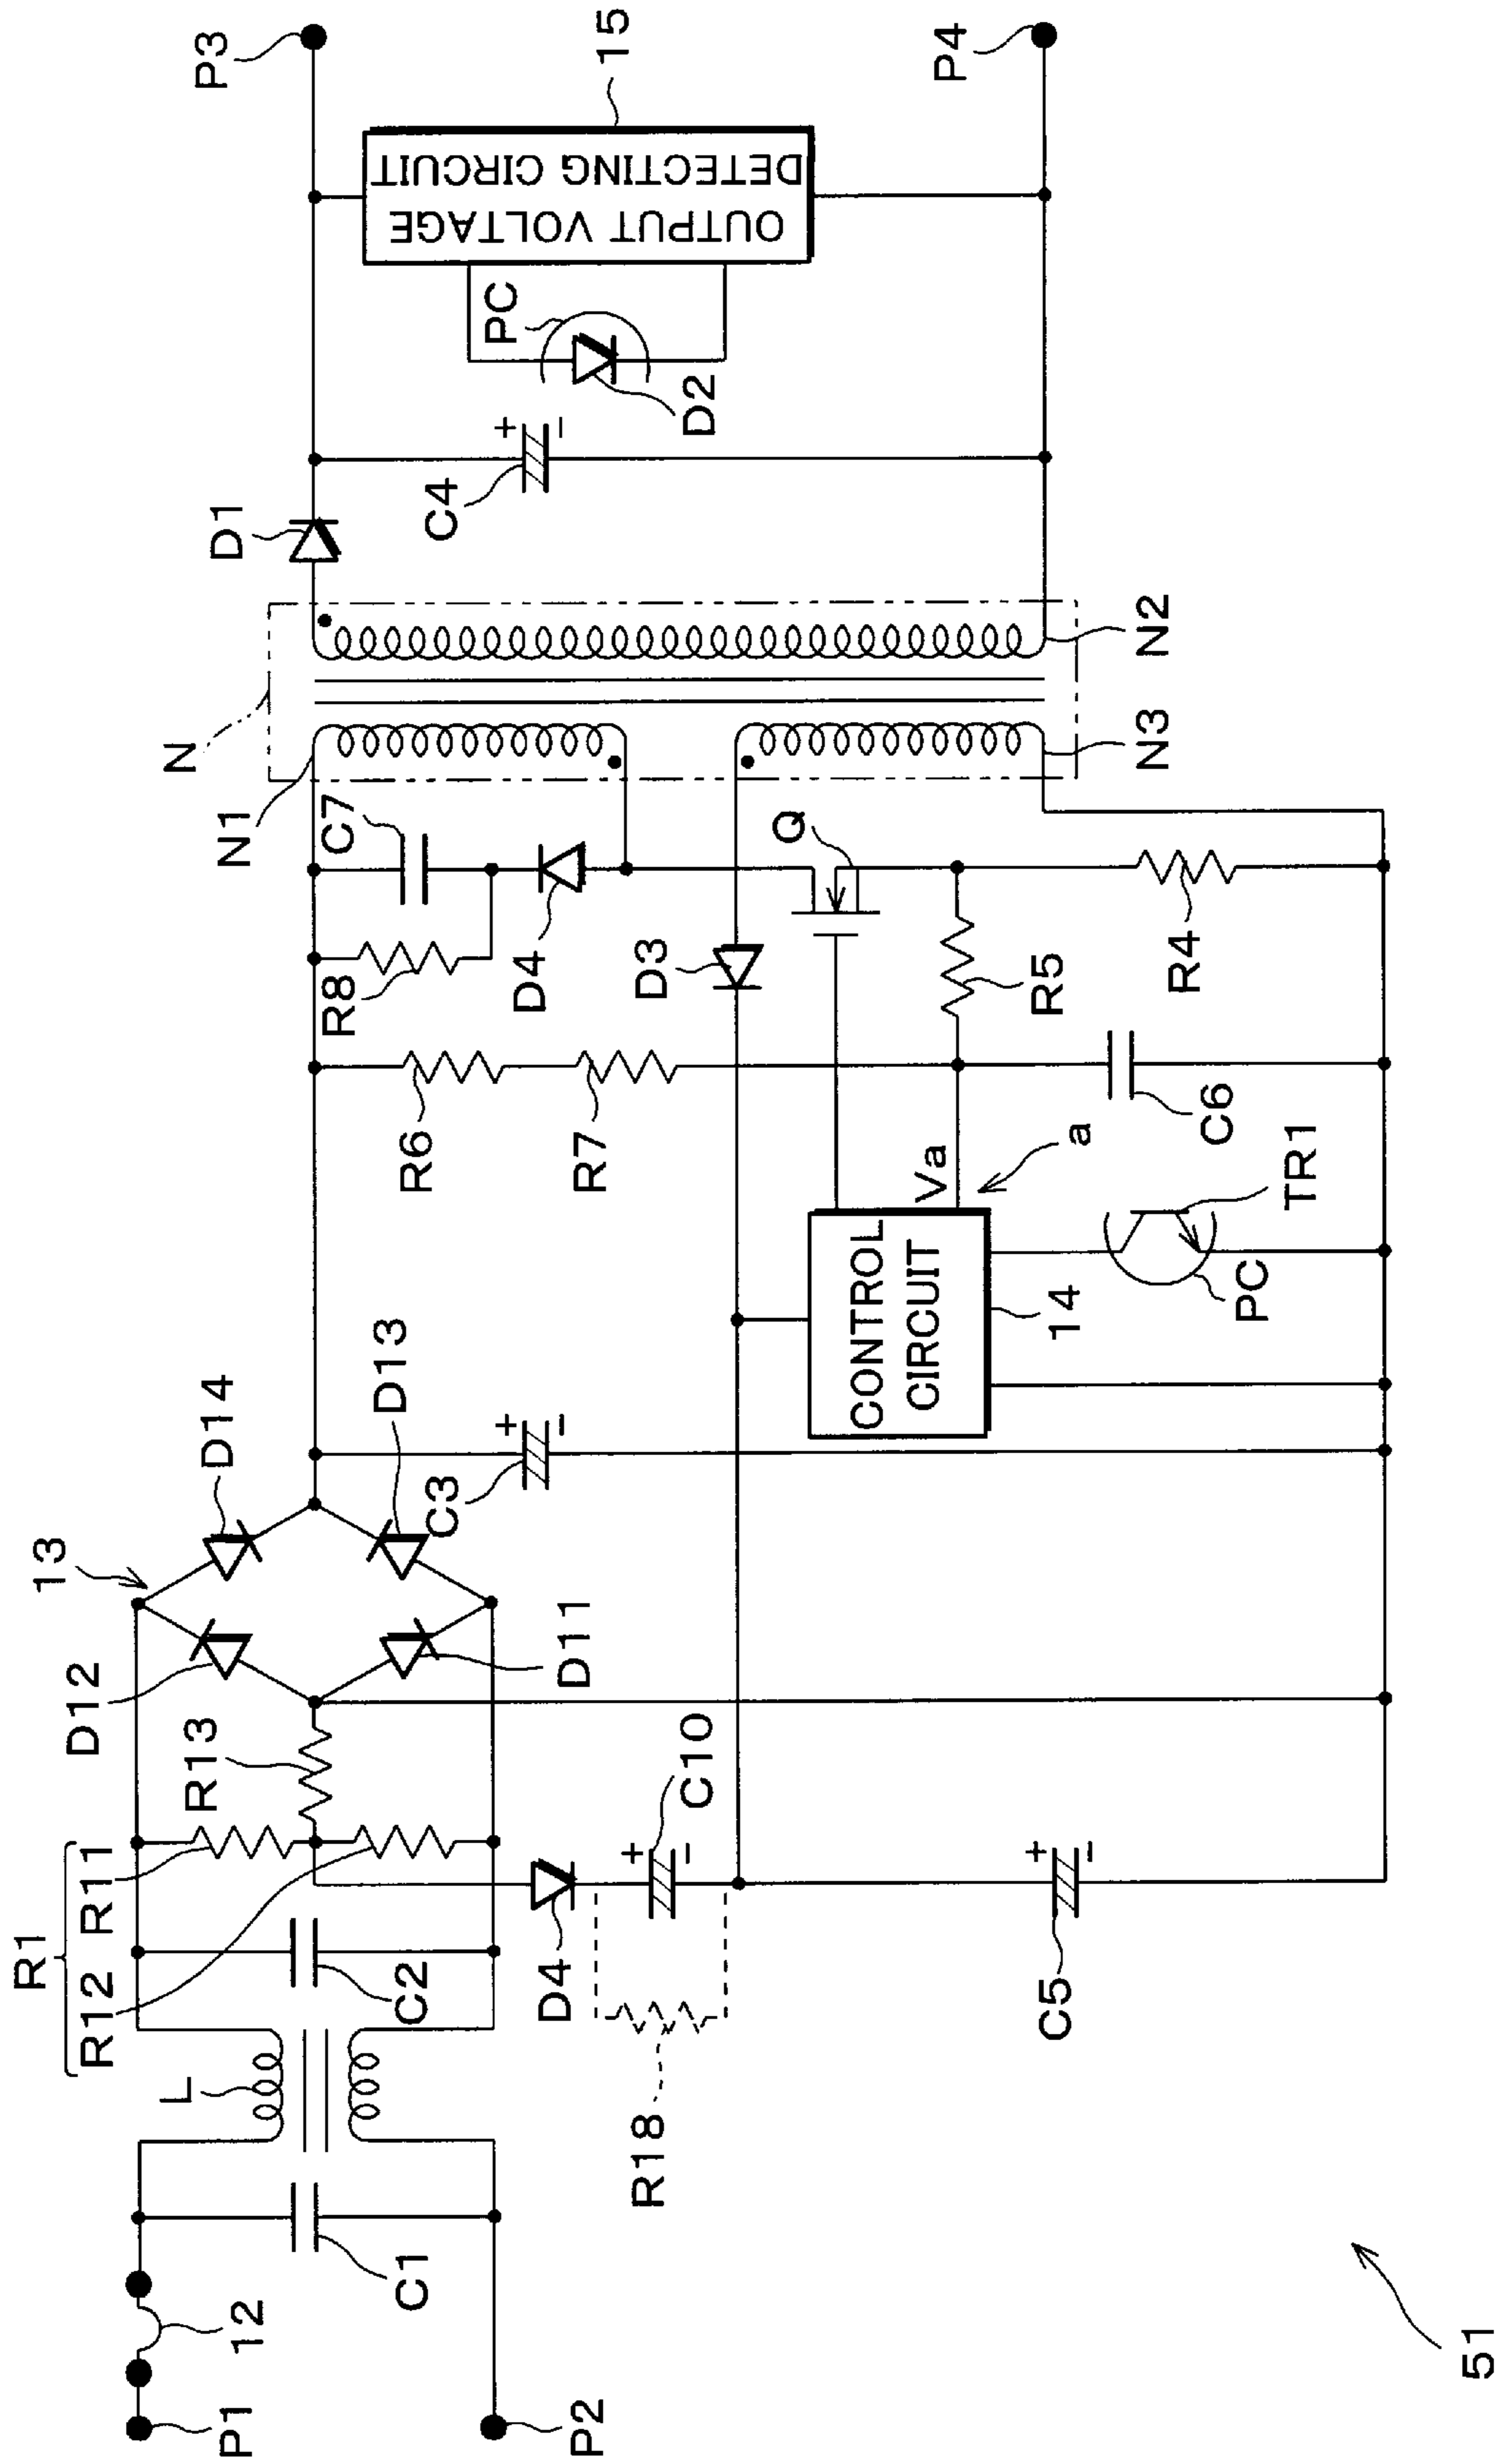 P1
P2
12
C1
L
R1
R11
R12
C2
R13
D12
D11
13
D14
D13
D4
+
−
C10
R18
+
−
C5
+
−
C3
CONTROL
CIRCUIT
14
PC
TR1
Va
a
C6
R6
R7
R8
C7
D4
D3
Q
R5
R4
N
N1
N2
N3
D1
+
−
C4
PC
D2
OUTPUT VOLTAGE
DETECTING CIRCUIT
15
P3
P4
51